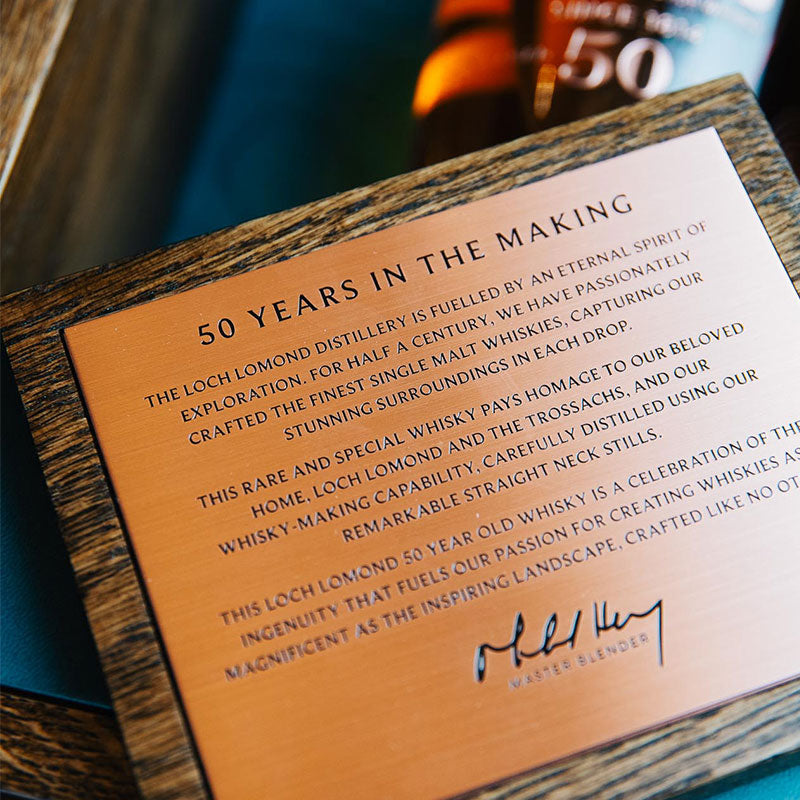 SINCE
50
50 YEARS IN THE MAKING
THE LOCH LOMOND DISTILLERY IS FUELLED BY AN ETERNAL SPIRIT OF
EXPLORATION. FOR HALF A CENTURY, WE HAVE PASSIONATELY
CRAFTED THE FINEST SINGLE MALT WHISKIES, CAPTURING OUR
STUNNING SURROUNDINGS IN EACH DROP.
THIS RARE AND SPECIAL WHISKY PAYS HOMAGE TO OUR BELOVED
HOME, LOCH LOMOND AND THE TROSSACHS, AND OUR
WHISKY-MAKING CAPABILITY, CAREFULLY DISTILLED USING OUR
REMARKABLE STRAIGHT NECK STILLS.
THIS LOCH LOMOND 50 YEAR OLD WHISKY IS A CELEBRATION OF THE
INGENUITY THAT FUELS OUR PASSION FOR CREATING WHISKIES AS
MAGNIFICENT AS THE INSPIRING LANDSCAPE, CRAFTED LIKE NO
MASTER BLENDER